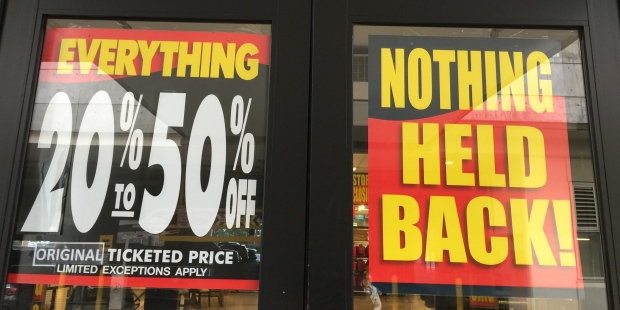 EVERYTHING
20% TO 50% OFF
ORIGINAL TICKETED PRICE
LIMITED EXCEPTIONS APPLY
NOTHING
HELD
BACK!